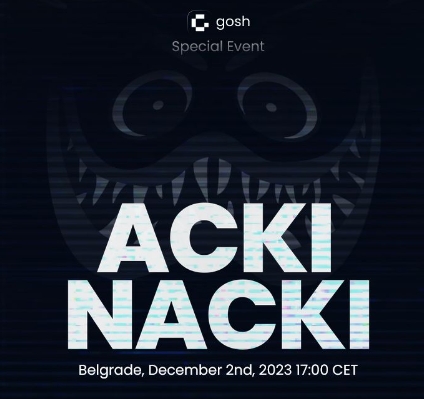 gosh
Special Event
ACKI
NACKI
Belgrade, December 2nd, 2023 17:00 CET